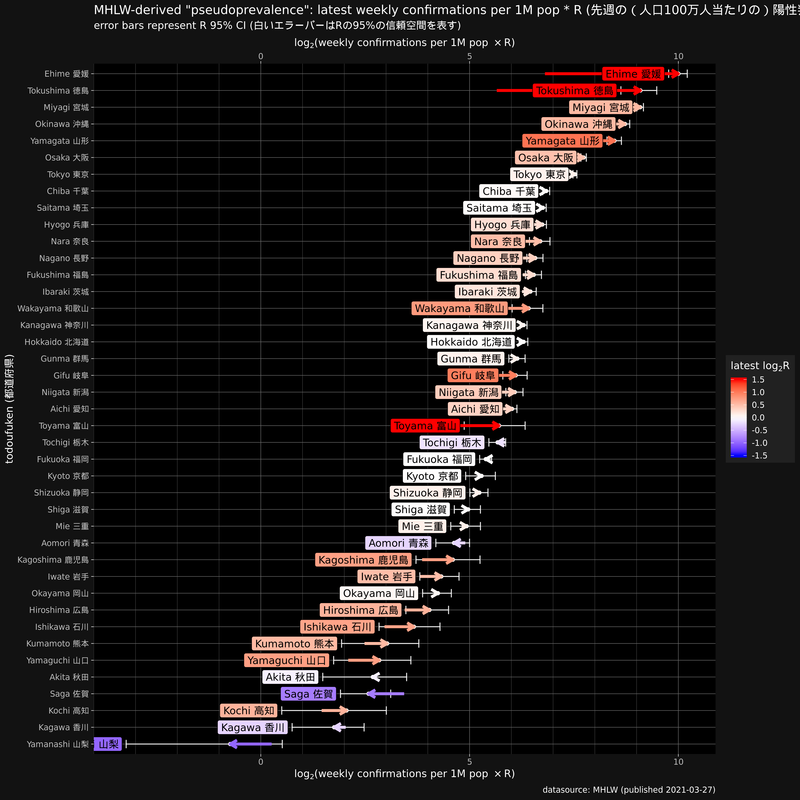 MHLW-derived "pseudoprevalence": latest weekly confirmations per 1M pop * R (先週の ( 人口100万人当たりの ) 陽性
error bars represent R 95% CI (白いエラーバーはRの95%の信頼空間を表す)
log2(weekly confirmations per 1M pop × R)
0 5 10
Ehime 愛媛 Ehime 愛媛
Tokushima 徳島 Tokushima 徳島
Miyagi 宮城 Miyagi 宮城
Okinawa 沖縄 Okinawa 沖縄
Yamagata 山形 Yamagata 山形
Osaka 大阪 Osaka 大阪
Tokyo 東京 Tokyo 東京
Chiba 千葉 Chiba 千葉
Saitama 埼玉 Saitama 埼玉
Hyogo 兵庫 Hyogo 兵庫
Nara 奈良 Nara 奈良
Nagano 長野 Nagano 長野
Fukushima 福島 Fukushima 福島
Ibaraki 茨城 Ibaraki 茨城
Wakayama 和歌山 Wakayama 和歌山
Kanagawa 神奈川 Kanagawa 神奈川
Hokkaido 北海道 Hokkaido 北海道
Gunma 群馬 Gunma 群馬
Gifu 岐阜 Gifu 岐阜
Niigata 新潟 Niigata 新潟
Aichi 愛知 Aichi 愛知
Toyama 富山 Toyama 富山
Tochigi 栃木 Tochigi 栃木
Fukuoka 福岡 Fukuoka 福岡
Kyoto 京都 Kyoto 京都
Shizuoka 静岡 Shizuoka 静岡
Shiga 滋賀 Shiga 滋賀
Mie 三重 Mie 三重
Aomori 青森 Aomori 青森
Kagoshima 鹿児島 Kagoshima 鹿児島
Iwate 岩手 Iwate 岩手
Okayama 岡山 Okayama 岡山
Hiroshima 広島 Hiroshima 広島
Ishikawa 石川 Ishikawa 石川
Kumamoto 熊本 Kumamoto 熊本
Yamaguchi 山口 Yamaguchi 山口
Akita 秋田 Akita 秋田
Saga 佐賀 Saga 佐賀
Kochi 高知 Kochi 高知
Kagawa 香川 Kagawa 香川
Yamanashi 山梨 山梨
todoufuken (都道府県)
0 5 10
log2(weekly confirmations per 1M pop × R)
latest log2R
1.5
1.0
0.5
0.0
-0.5
-1.0
-1.5
datasource: MHLW (published 2021-03-27)